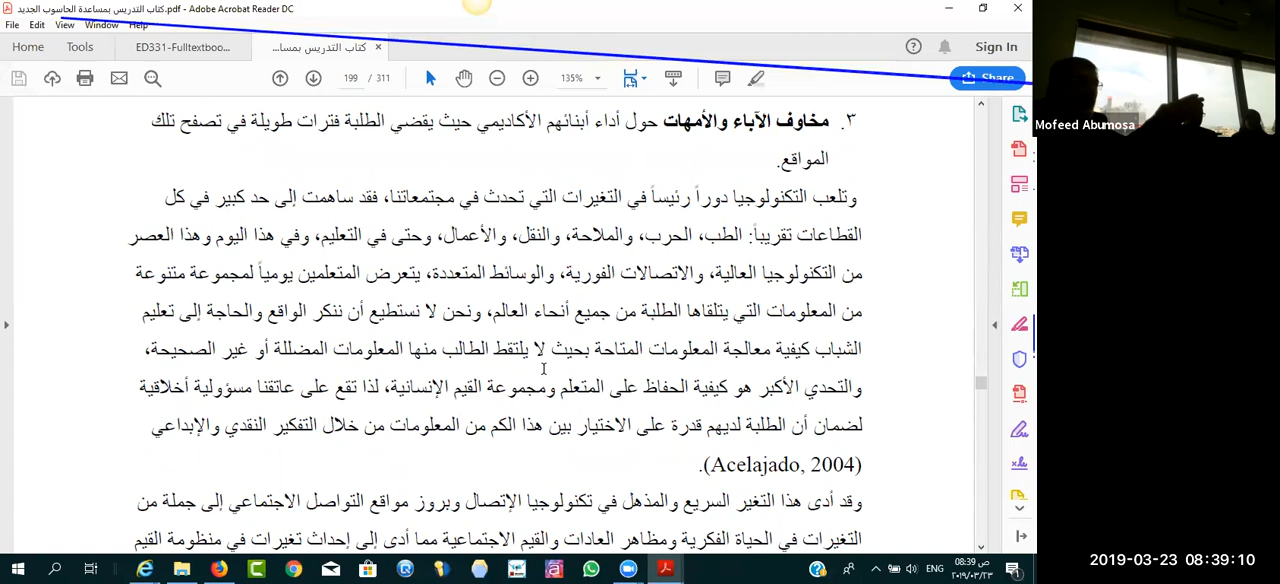 كتاب التدريس بمساعدة الحاسوب الجديد.pdf - Adobe Acrobat Reader DC
File Edit View Window Help
Home Tools ED331-Fulltextboo... كتاب التدريس بمسا... × Sign In
199 / 311 135% Share
Mofeed Abumosa
٣. مخاوف الآباء والأمهات حول أداء أبنائهم الأكاديمي حيث يقضي الطلبة فترات طويلة في تصفح تلك
المواقع.
وتلعب التكنولوجيا دوراً رئيساً في التغيرات التي تحدث في مجتمعاتنا، فقد ساهمت إلى حد كبير في كل
القطاعات تقريباً: الطب، الحرب، والملاحة، والنقل، والأعمال، وحتى في التعليم، وفي هذا اليوم وهذا العصر
من التكنولوجيا العالية، والاتصالات الفورية، والوسائط المتعددة، يتعرض المتعلمين يومياً لمجموعة متنوعة
من المعلومات التي يتلقاها الطلبة من جميع أنحاء العالم، ونحن لا نستطيع أن ننكر الواقع والحاجة إلى تعليم
الشباب كيفية معالجة المعلومات المتاحة بحيث لا يلتقط الطالب منها المعلومات المضللة أو غير الصحيحة،
والتحدي الأكبر هو كيفية الحفاظ على المتعلم ومجموعة القيم الإنسانية، لذا تقع على عاتقنا مسؤولية أخلاقية
لضمان أن الطلبة لديهم قدرة على الاختيار بين هذا الكم من المعلومات من خلال التفكير النقدي والإبداعي
(Acelajado, 2004).
وقد أدى هذا التغير السريع والمذهل في تكنولوجيا الإتصال وبروز مواقع التواصل الاجتماعي إلى جملة من
التغيرات في الحياة الفكرية ومظاهر العادات والقيم الاجتماعية مما أدى إلى إحداث تغيرات في منظومة القيم
ENG 08:39 ص
٢٠١٩/٠٣/٢٣
2019-03-23 08:39:10